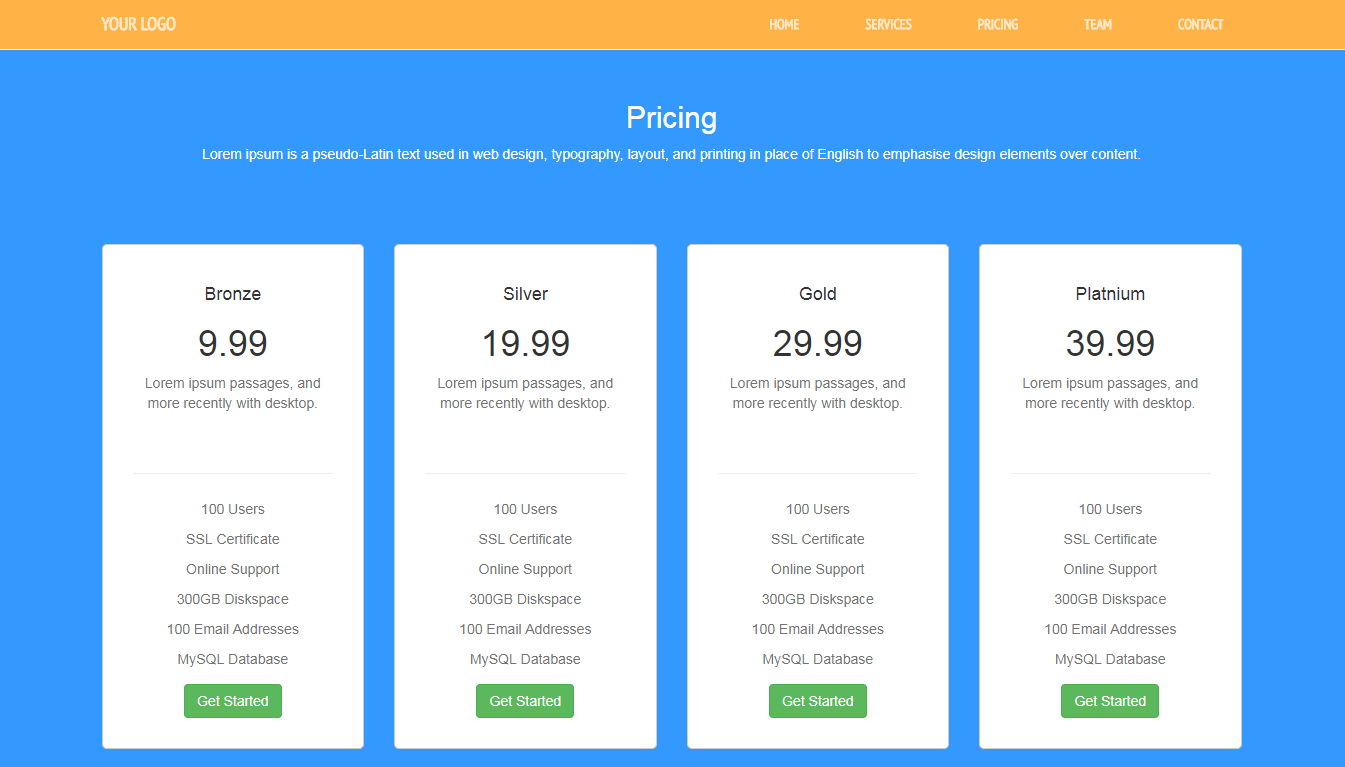 YOUR LOGO
HOME SERVICES PRICING TEAM CONTACT
Pricing
Lorem ipsum is a pseudo-Latin text used in web design, typography, layout, and printing in place of English to emphasise design elements over content.
Bronze
9.99
Lorem ipsum passages, and
more recently with desktop.
100 Users
SSL Certificate
Online Support
300GB Diskspace
100 Email Addresses
MySQL Database
Get Started
Silver
19.99
Lorem ipsum passages, and
more recently with desktop.
100 Users
SSL Certificate
Online Support
300GB Diskspace
100 Email Addresses
MySQL Database
Get Started
Gold
29.99
Lorem ipsum passages, and
more recently with desktop.
100 Users
SSL Certificate
Online Support
300GB Diskspace
100 Email Addresses
MySQL Database
Get Started
Platnium
39.99
Lorem ipsum passages, and
more recently with desktop.
100 Users
SSL Certificate
Online Support
300GB Diskspace
100 Email Addresses
MySQL Database
Get Started